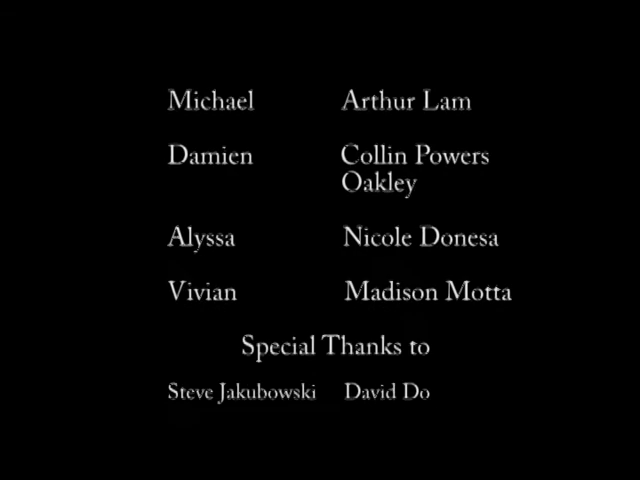 Michael Arthur Lam
Damien Collin Powers
Oakley
Alyssa Nicole Donesa
Vivian Madison Motta
Special Thanks to
Steve Jakubowski David Do